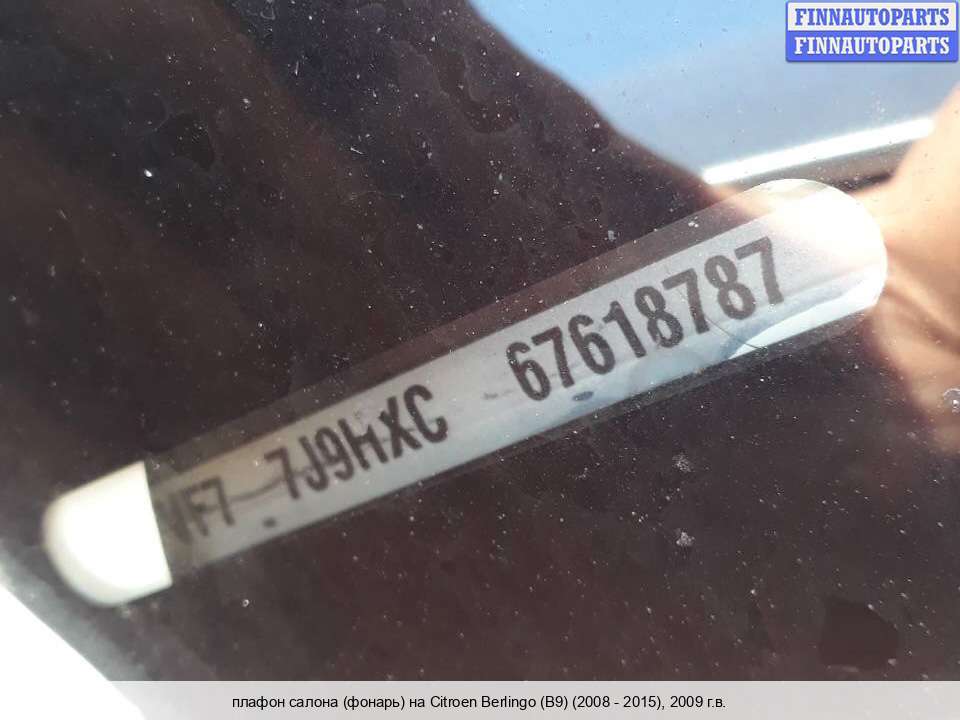 FINNAUTOPARTS
FINNAUTOPARTS
VF7 7J9HXC 67618787
плафон салона (фонарь) на Citroen Berlingo (B9) (2008 - 2015), 2009 г.в.